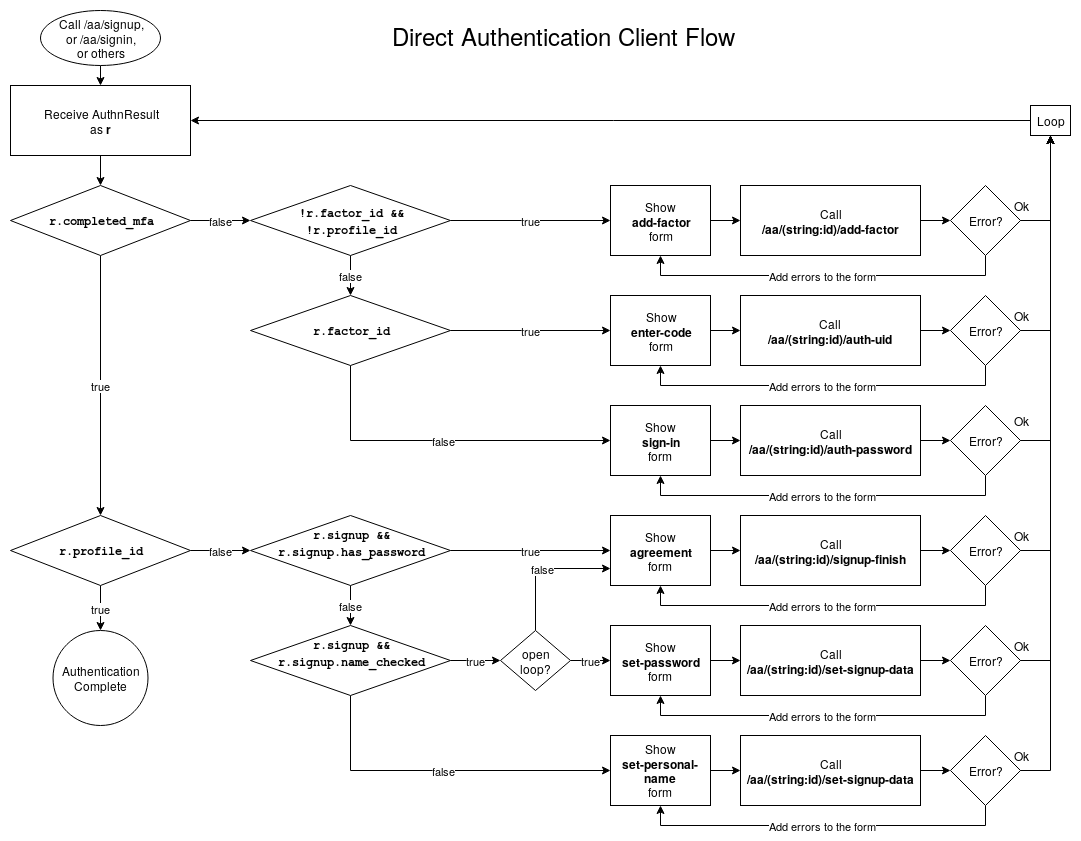 Direct Authentication Client Flow
Call /aa/signup,
or /aa/signin,
or others
Receive AuthnResult
as r
Loop
r.completed_mfa
false
!r.factor_id &&
!r.profile_id
true
Show
add-factor
form
Call
/aa/(string:id)/add-factor
Error?
Ok
Add errors to the form
false
r.factor_id
true
Show
enter-code
form
Call
/aa/(string:id)/auth-uid
Error?
Ok
Add errors to the form
true
false
Show
sign-in
form
Call
/aa/(string:id)/auth-password
Error?
Ok
Add errors to the form
r.profile_id
false
r.signup &&
r.signup.has_password
true
false
Show
agreement
form
Call
/aa/(string:id)/signup-finish
Error?
Ok
Add errors to the form
true
Authentication
Complete
false
r.signup &&
r.signup.name_checked
true
open
loop?
true
Show
set-password
form
Call
/aa/(string:id)/set-signup-data
Error?
Ok
Add errors to the form
false
Show
set-personal-
name
form
Call
/aa/(string:id)/set-signup-data
Error?
Ok
Add errors to the form